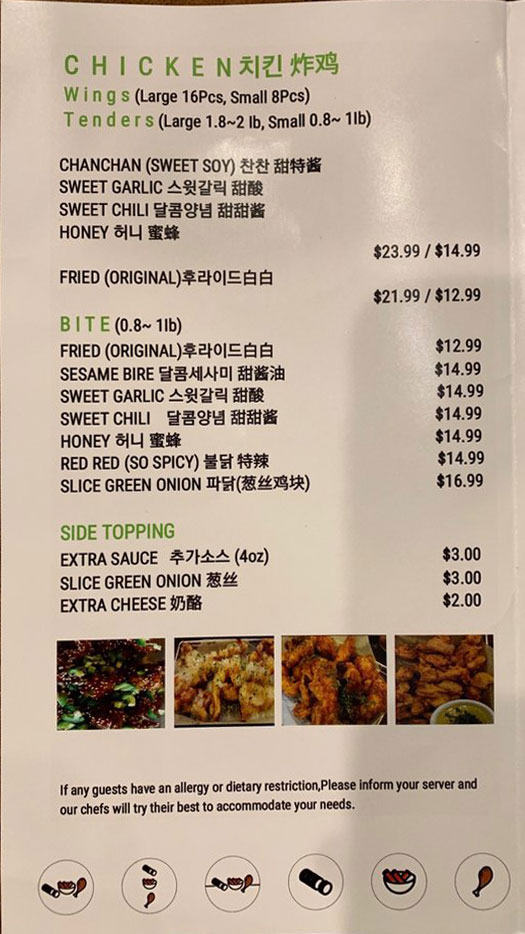 CHICKEN치킨 炸鸡
Wings (Large 16Pcs, Small 8Pcs)
Tenders (Large 1.8~2 lb, Small 0.8~ 1lb)
CHANCHAN (SWEET SOY) 찬찬 甜特酱
SWEET GARLIC 스윗갈릭 甜酸
SWEET CHILI 달콤양념 甜甜酱
HONEY 허니 蜜蜂
$23.99 / $14.99
FRIED (ORIGINAL)후라이드白白
$21.99 / $12.99
BITE (0.8~ 1lb)
FRIED (ORIGINAL)후라이드白白 $12.99
SESAME BIRE 달콤세사미 甜酱油 $14.99
SWEET GARLIC 스윗갈릭 甜酸 $14.99
SWEET CHILI 달콤양념 甜甜酱 $14.99
HONEY 허니 蜜蜂 $14.99
RED RED (SO SPICY) 불닭 特辣 $14.99
SLICE GREEN ONION 파닭(葱丝鸡块) $16.99
SIDE TOPPING
EXTRA SAUCE 추가소스 (4oz) $3.00
SLICE GREEN ONION 葱丝 $3.00
EXTRA CHEESE 奶酪 $2.00
If any guests have an allergy or dietary restriction,Please inform your server and
our chefs will try their best to accommodate your needs.